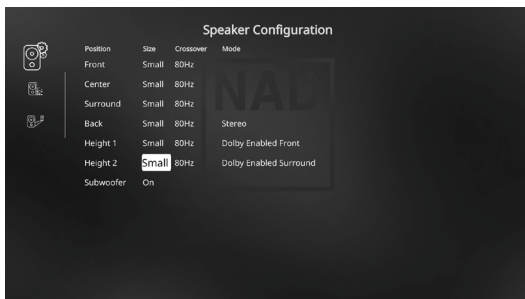 Speaker Configuration
Position Size Crossover Mode
Front Small 80Hz
Center Small 80Hz
Surround Small 80Hz
Back Small 80Hz Stereo
Height 1 Small 80Hz Dolby Enabled Front
Height 2 Small 80Hz Dolby Enabled Surround
Subwoofer On
NAD